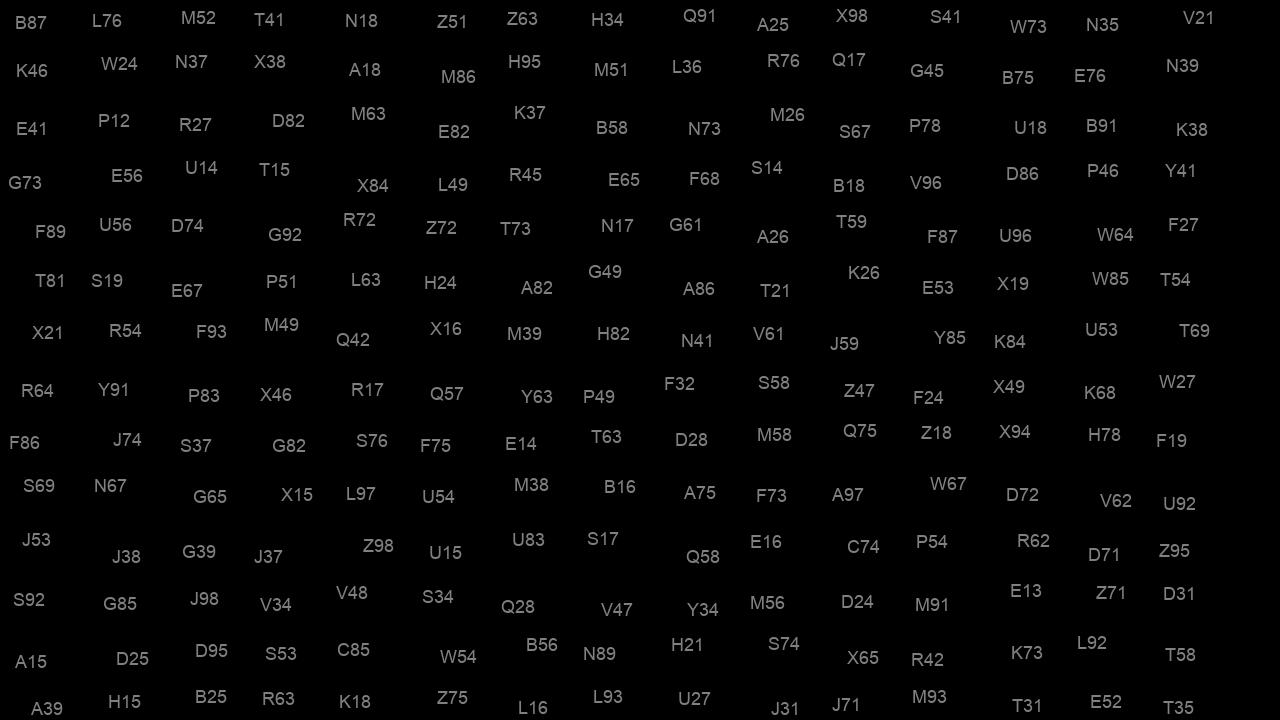 B87 L76 M52 T41 N18 Z51 Z63 H34 Q91 A25 X98 S41 W73 N35 V21
K46 W24 N37 X38 A18 M86 H95 M51 L36 R76 Q17 G45 B75 E76 N39
E41 P12 R27 D82 M63 E82 K37 B58 N73 M26 S67 P78 U18 B91 K38
G73 E56 U14 T15 X84 L49 R45 E65 F68 S14 B18 V96 D86 P46 Y41
F89 U56 D74 G92 R72 Z72 T73 N17 G61 A26 T59 F87 U96 W64 F27
T81 S19 E67 P51 L63 H24 A82 G49 A86 T21 K26 E53 X19 W85 T54
X21 R54 F93 M49 Q42 X16 M39 H82 N41 V61 J59 Y85 K84 U53 T69
R64 Y91 P83 X46 R17 Q57 Y63 P49 F32 S58 Z47 F24 X49 K68 W27
F86 J74 S37 G82 S76 F75 E14 T63 D28 M58 Q75 Z18 X94 H78 F19
S69 N67 G65 X15 L97 U54 M38 B16 A75 F73 A97 W67 D72 V62 U92
J53 J38 G39 J37 Z98 U15 U83 S17 Q58 E16 C74 P54 R62 D71 Z95
S92 G85 J98 V34 V48 S34 Q28 V47 Y34 M56 D24 M91 E13 Z71 D31
A15 D25 D95 S53 C85 W54 B56 N89 H21 S74 X65 R42 K73 L92 T58
A39 H15 B25 R63 K18 Z75 L16 L93 U27 J31 J71 M93 T31 E52 T35